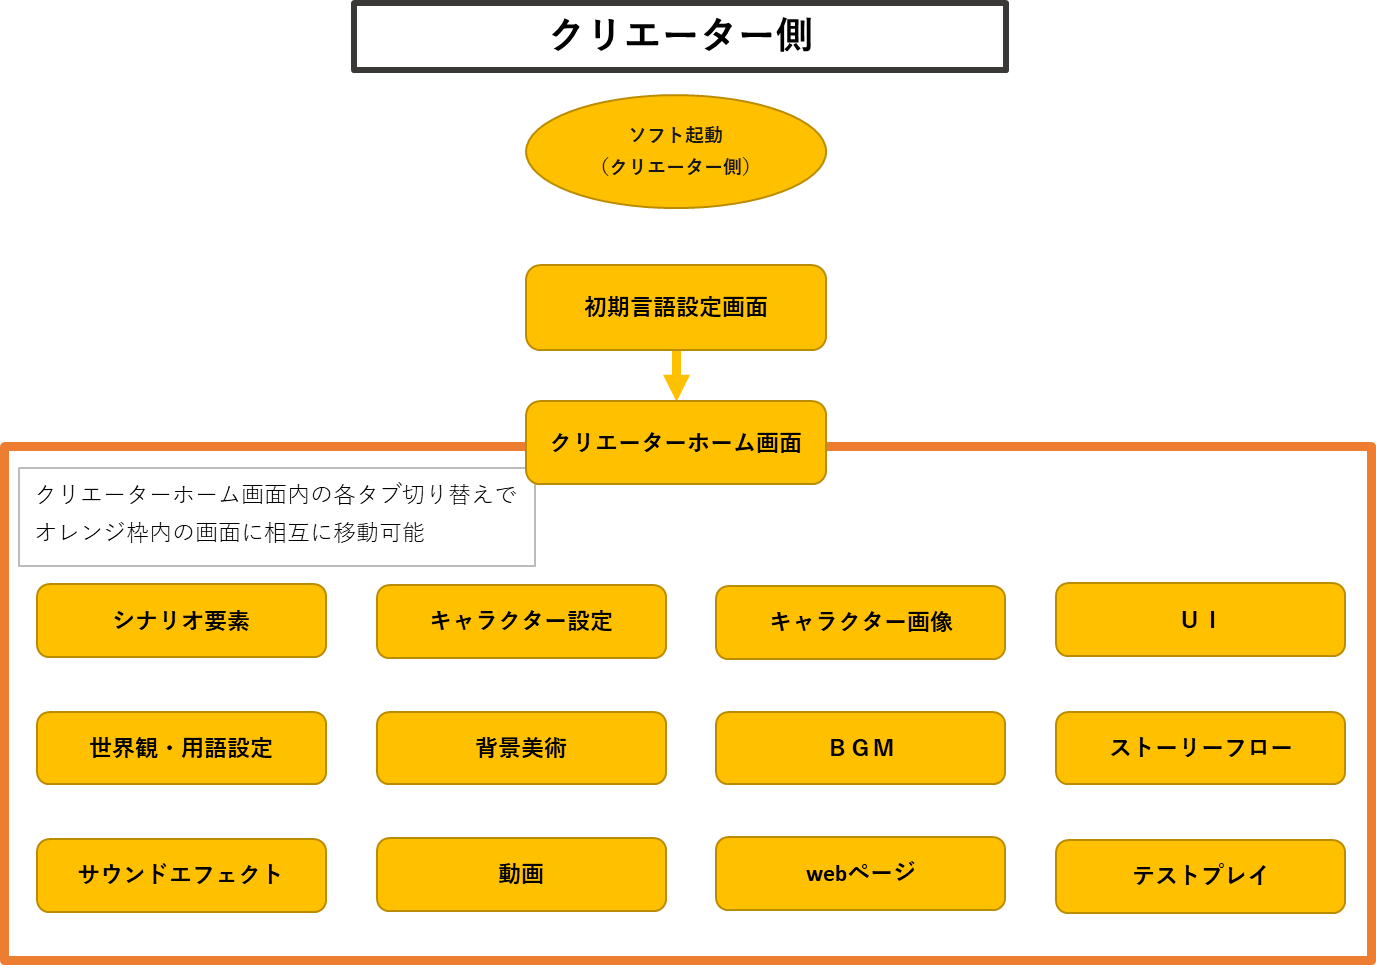 クリエーター側
ソフト起動
（クリエーター側）
初期言語設定画面
クリエーターホーム画面
クリエーターホーム画面内の各タブ切り替えで
オレンジ枠内の画面に相互に移動可能
シナリオ要素
キャラクター設定
キャラクター画像
ＵＩ
世界観・用語設定
背景美術
ＢＧＭ
ストーリーフロー
サウンドエフェクト
動画
webページ
テストプレイ